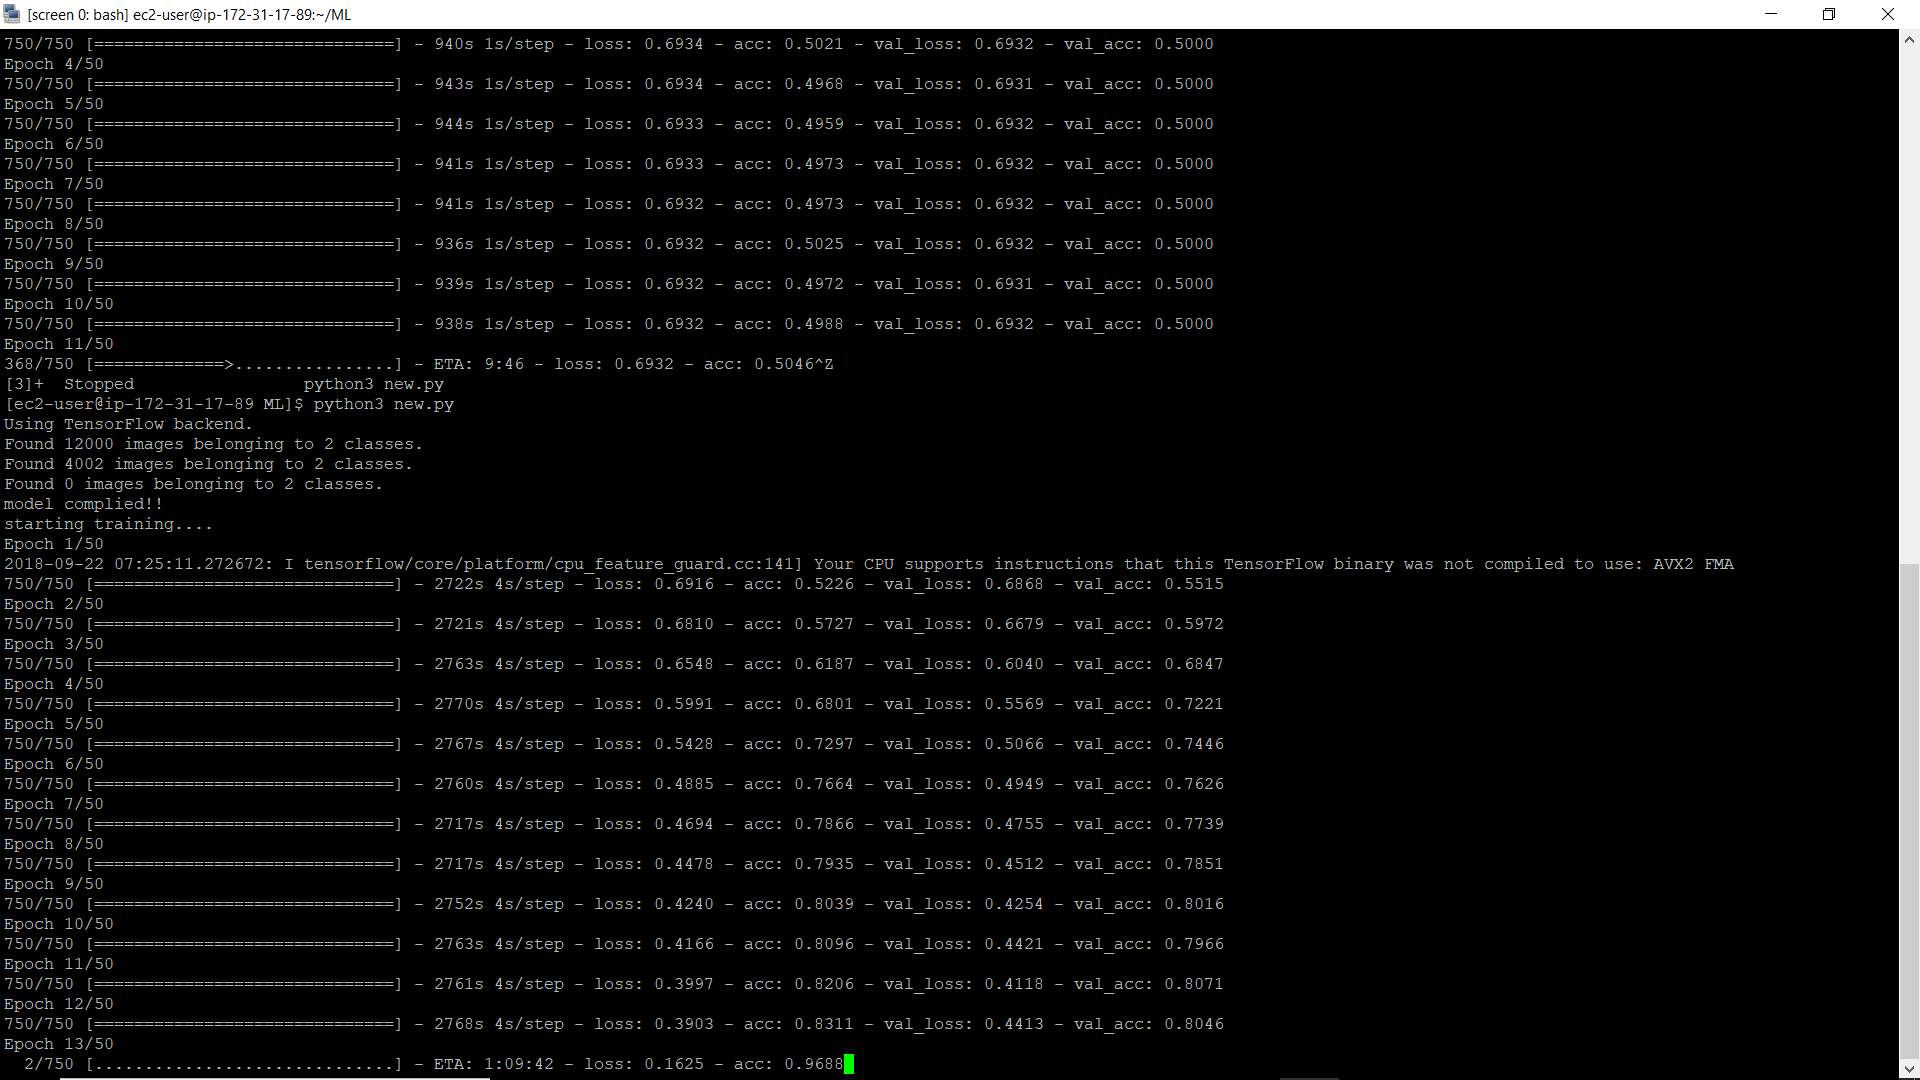 [screen 0: bash] ec2-user@ip-172-31-17-89:~/ML
750/750 [==============================] - 940s 1s/step - loss: 0.6934 - acc: 0.5021 - val_loss: 0.6932 - val_acc: 0.5000
Epoch 4/50
750/750 [==============================] - 943s 1s/step - loss: 0.6934 - acc: 0.4968 - val_loss: 0.6931 - val_acc: 0.5000
Epoch 5/50
750/750 [==============================] - 944s 1s/step - loss: 0.6933 - acc: 0.4959 - val_loss: 0.6932 - val_acc: 0.5000
Epoch 6/50
750/750 [==============================] - 941s 1s/step - loss: 0.6933 - acc: 0.4973 - val_loss: 0.6932 - val_acc: 0.5000
Epoch 7/50
750/750 [==============================] - 941s 1s/step - loss: 0.6932 - acc: 0.4973 - val_loss: 0.6932 - val_acc: 0.5000
Epoch 8/50
750/750 [==============================] - 936s 1s/step - loss: 0.6932 - acc: 0.5025 - val_loss: 0.6932 - val_acc: 0.5000
Epoch 9/50
750/750 [==============================] - 939s 1s/step - loss: 0.6932 - acc: 0.4972 - val_loss: 0.6931 - val_acc: 0.5000
Epoch 10/50
750/750 [==============================] - 938s 1s/step - loss: 0.6932 - acc: 0.4988 - val_loss: 0.6932 - val_acc: 0.5000
Epoch 11/50
368/750 [=============>................] - ETA: 9:46 - loss: 0.6932 - acc: 0.5046^Z
[3]+  Stopped                 python3 new.py
[ec2-user@ip-172-31-17-89 ML]$ python3 new.py
Using TensorFlow backend.
Found 12000 images belonging to 2 classes.
Found 4002 images belonging to 2 classes.
Found 0 images belonging to 2 classes.
model complied!!
starting training....
Epoch 1/50
2018-09-22 07:25:11.272672: I tensorflow/core/platform/cpu_feature_guard.cc:141] Your CPU supports instructions that this TensorFlow binary was not compiled to use: AVX2 FMA
750/750 [==============================] - 2722s 4s/step - loss: 0.6916 - acc: 0.5226 - val_loss: 0.6868 - val_acc: 0.5515
Epoch 2/50
750/750 [==============================] - 2721s 4s/step - loss: 0.6810 - acc: 0.5727 - val_loss: 0.6679 - val_acc: 0.5972
Epoch 3/50
750/750 [==============================] - 2763s 4s/step - loss: 0.6548 - acc: 0.6187 - val_loss: 0.6040 - val_acc: 0.6847
Epoch 4/50
750/750 [==============================] - 2770s 4s/step - loss: 0.5991 - acc: 0.6801 - val_loss: 0.5569 - val_acc: 0.7221
Epoch 5/50
750/750 [==============================] - 2767s 4s/step - loss: 0.5428 - acc: 0.7297 - val_loss: 0.5066 - val_acc: 0.7446
Epoch 6/50
750/750 [==============================] - 2760s 4s/step - loss: 0.4885 - acc: 0.7664 - val_loss: 0.4949 - val_acc: 0.7626
Epoch 7/50
750/750 [==============================] - 2717s 4s/step - loss: 0.4694 - acc: 0.7866 - val_loss: 0.4755 - val_acc: 0.7739
Epoch 8/50
750/750 [==============================] - 2717s 4s/step - loss: 0.4478 - acc: 0.7935 - val_loss: 0.4512 - val_acc: 0.7851
Epoch 9/50
750/750 [==============================] - 2752s 4s/step - loss: 0.4240 - acc: 0.8039 - val_loss: 0.4254 - val_acc: 0.8016
Epoch 10/50
750/750 [==============================] - 2763s 4s/step - loss: 0.4166 - acc: 0.8096 - val_loss: 0.4421 - val_acc: 0.7966
Epoch 11/50
750/750 [==============================] - 2761s 4s/step - loss: 0.3997 - acc: 0.8206 - val_loss: 0.4118 - val_acc: 0.8071
Epoch 12/50
750/750 [==============================] - 2768s 4s/step - loss: 0.3903 - acc: 0.8311 - val_loss: 0.4413 - val_acc: 0.8046
Epoch 13/50
  2/750 [..............................] - ETA: 1:09:42 - loss: 0.1625 - acc: 0.9688